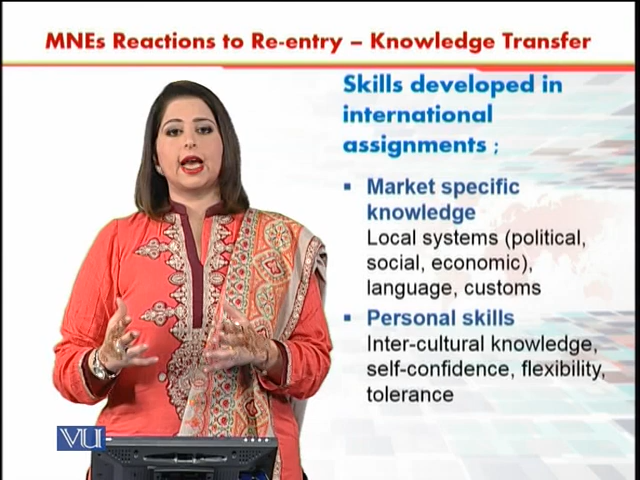 MNEs Reactions to Re-entry – Knowledge Transfer
Skills developed in
international
assignments ;
▪ Market specific
knowledge
Local systems (political,
social, economic),
language, customs
▪ Personal skills
Inter-cultural knowledge,
self-confidence, flexibility,
tolerance
VU